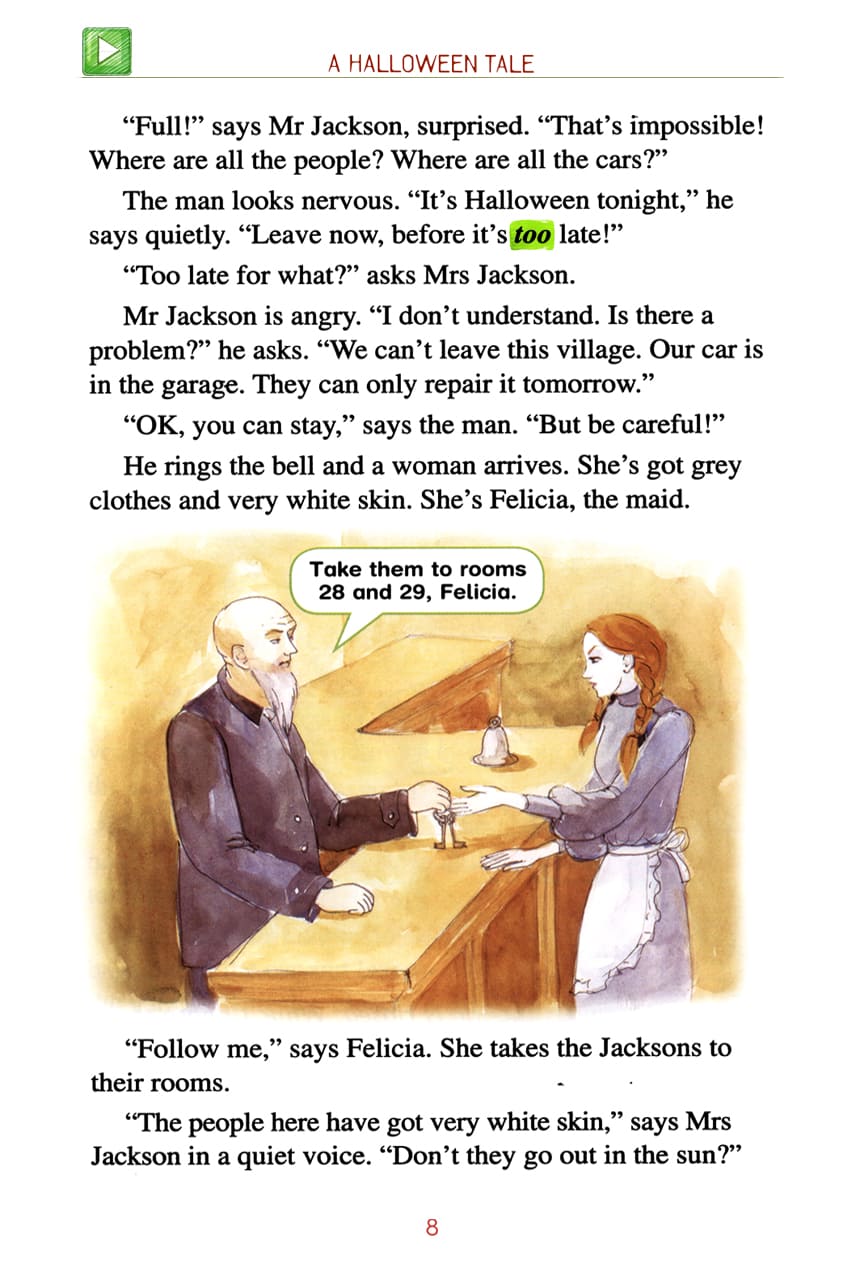 A HALLOWEEN TALE
“Full!” says Mr Jackson, surprised. “That’s impossible!
Where are all the people? Where are all the cars?”
The man looks nervous. “It’s Halloween tonight,” he
says quietly. “Leave now, before it’s too late!”
“Too late for what?” asks Mrs Jackson.
Mr Jackson is angry. “I don’t understand. Is there a
problem?” he asks. “We can’t leave this village. Our car is
in the garage. They can only repair it tomorrow.”
“OK, you can stay,” says the man. “But be careful!”
He rings the bell and a woman arrives. She’s got grey
clothes and very white skin. She’s Felicia, the maid.
Take them to rooms
28 and 29, Felicia.
“Follow me,” says Felicia. She takes the Jacksons to
their rooms.
“The people here have got very white skin,” says Mrs
Jackson in a quiet voice. “Don’t they go out in the sun?”
8